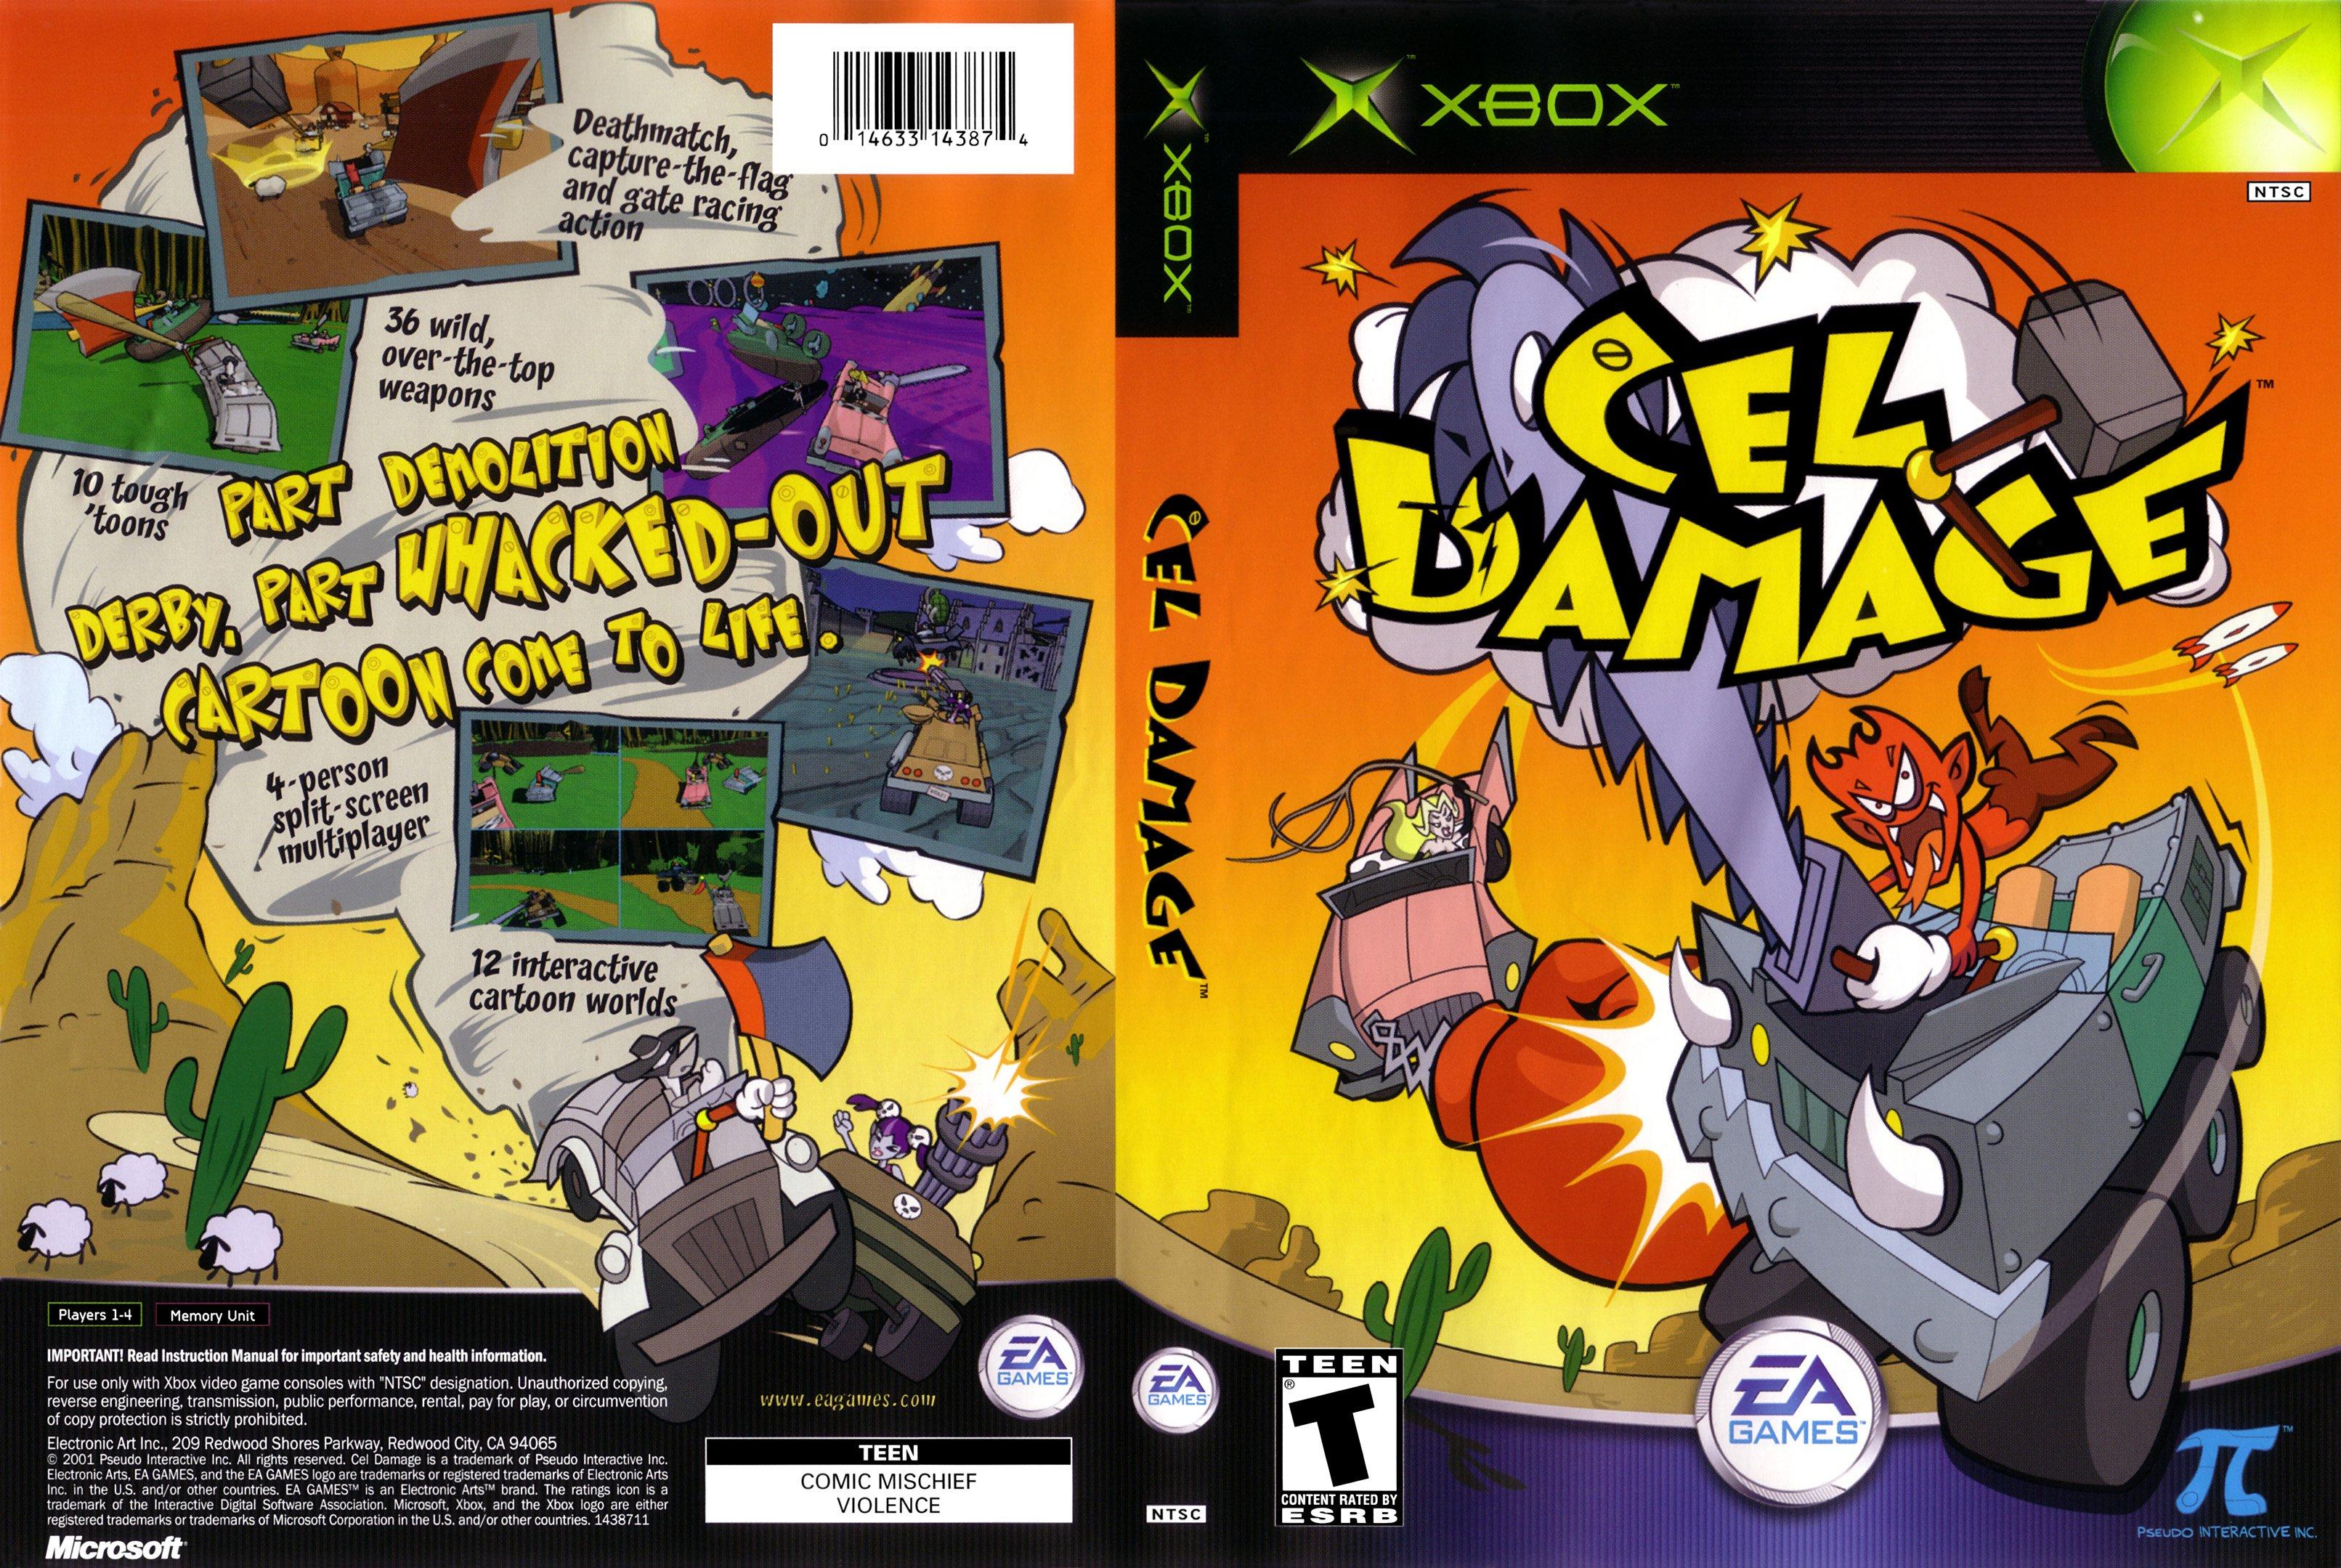 0 14633 14387 4
Deathmatch,
capture-the-flag
and gate racing
action
36 wild,
over-the-top
weapons
10 tough
'toons
PART DEMOLITION
DERBY. PART WHACKED-OUT
CARTOON COME TO LIFE.
4-person
split-screen
multiplayer
12 interactive
cartoon worlds
Players 1-4
Memory Unit
IMPORTANT! Read Instruction Manual for important safety and health information.
For use only with Xbox video game consoles with "NTSC" designation. Unauthorized copying,
reverse engineering, transmission, public performance, rental, pay for play, or circumvention
of copy protection is strictly prohibited.
Electronic Art Inc., 209 Redwood Shores Parkway, Redwood City, CA 94065
© 2001 Pseudo Interactive Inc. All rights reserved. Cel Damage is a trademark of Pseudo Interactive Inc.
Electronic Arts, EA GAMES, and the EA GAMES logo are trademarks or registered trademarks of Electronic Arts
Inc. in the U.S. and/or other countries. EA GAMES™ is an Electronic Arts™ brand. The ratings icon is a
trademark of the Interactive Digital Software Association. Microsoft, Xbox, and the Xbox logo are either
registered trademarks or trademarks of Microsoft Corporation in the U.S. and/or other countries. 1438711
Microsoft®
www.eagames.com
EA
GAMES™
TEEN
COMIC MISCHIEF
VIOLENCE
XBOX™
CEL DAMAGE™
EA
GAMES™
NTSC
XBOX™
NTSC
CEL
DAMAGE™
TEEN
®
T
CONTENT RATED BY
ESRB
EA
GAMES™
π™
PSEUDO INTERACTIVE INC.